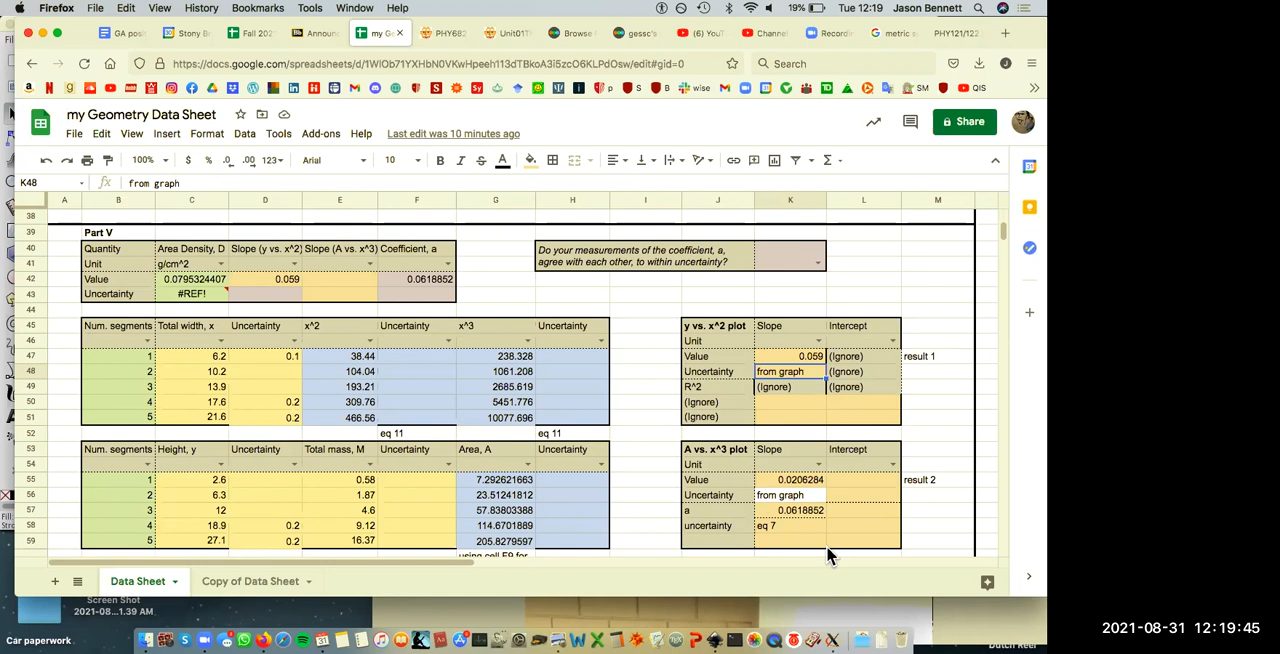 Firefox File Edit View History Bookmarks Tools Window Help 19% Tue 12:19 Jason Bennett
GA posi Stony B Fall 202 Announ my Ge PHY682 Unit01T Browse gessc's (6) YouT Channel Recordi metric s PHY121/122
https://docs.google.com/spreadsheets/d/1WlOb71YXHbN0VKwHpeeh113dTBkoA3i5zcO6KLPdOsw/edit#gid=0 Search
p S B wise SM QIS
my Geometry Data Sheet
File Edit View Insert Format Data Tools Add-ons Help Last edit was 10 minutes ago
Share
100% $ % .0 .00 123 Arial 10 B I S A
K48 fx from graph
A B C D E F G H I J K L M
38
39 Part V
40 Quantity Area Density, D Slope (y vs. x^2) Slope (A vs. x^3) Coefficient, a Do your measurements of the coefficient, a,
41 Unit g/cm^2 agree with each other, to within uncertainty?
42 Value 0.0795324407 0.059 0.0618852
43 Uncertainty #REF!
44
45 Num. segments Total width, x Uncertainty x^2 Uncertainty x^3 Uncertainty y vs. x^2 plot Slope Intercept
46 Unit
47 1 6.2 0.1 38.44 238.328 Value 0.059 (Ignore) result 1
48 2 10.2 104.04 1061.208 Uncertainty from graph (Ignore)
49 3 13.9 193.21 2685.619 R^2 (Ignore) (Ignore)
50 4 17.6 0.2 309.76 5451.776 (Ignore)
51 5 21.6 0.2 466.56 10077.696 (Ignore)
52 eq 11 eq 11
53 Num. segments Height, y Uncertainty Total mass, M Uncertainty Area, A Uncertainty A vs. x^3 plot Slope Intercept
54 Unit
55 1 2.6 0.58 7.292621663 Value 0.0206284 result 2
56 2 6.3 1.87 23.51241812 Uncertainty from graph
57 3 12 4.6 57.83803388 a 0.0618852
58 4 18.9 0.2 9.12 114.6701889 uncertainty eq 7
59 5 27.1 0.2 16.37 205.8279597
using cell F9 for
Data Sheet Copy of Data Sheet
Screen Shot
2021-08...1.39 AM
Car paperwork
2021-08-31 12:19:45